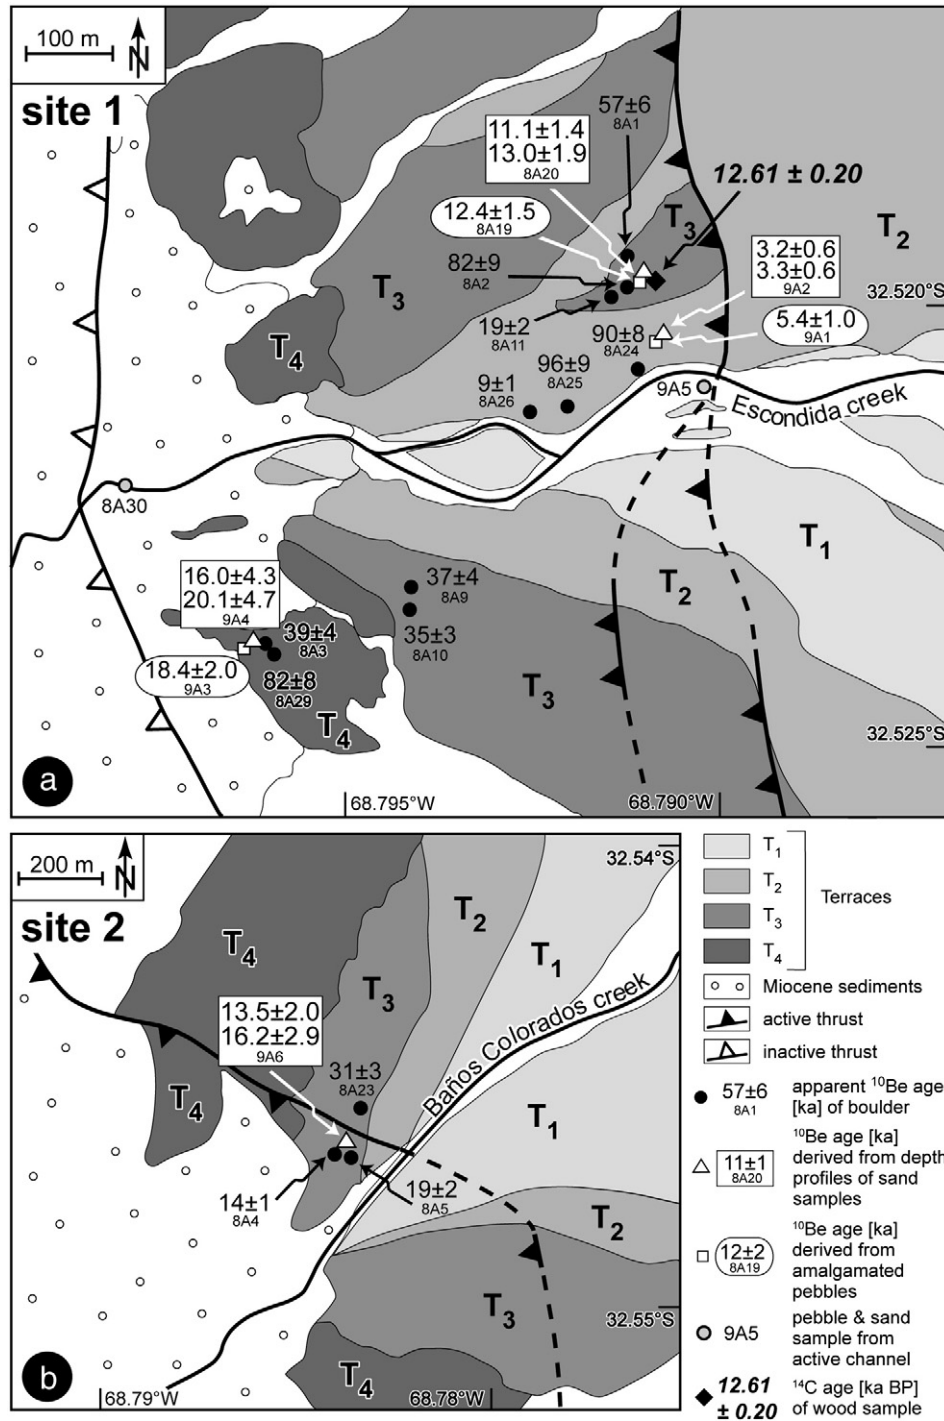 100 m
N
site 1
57±6
8A1
11.1±1.4
13.0±1.9
8A20
12.61 ± 0.20
12.4±1.5
8A19
T3
T2
82±9
8A2
T3
3.2±0.6
3.3±0.6
9A2
32.520°S
19±2
8A11
90±8
8A24
5.4±1.0
9A1
T4
96±9
8A25
9±1
8A26
9A5
Escondida creek
8A30
T1
16.0±4.3
20.1±4.7
9A4
37±4
8A9
T2
39±4
8A3
35±3
8A10
18.4±2.0
9A3
82±8
8A29
T3
T4
32.525°S
a
68.795°W
68.790°W
200 m
N
32.54°S
site 2
T4
T2
T1
T3
13.5±2.0
16.2±2.9
9A6
Baños Colorados creek
31±3
8A23
T4
T1
14±1
8A4
19±2
8A5
T2
T3
32.55°S
b
T4
68.79°W
68.78°W
T1
T2
Terraces
T3
T4
Miocene sediments
active thrust
inactive thrust
57±6
8A1
apparent 10Be age
[ka] of boulder
11±1
8A20
10Be age [ka]
derived from depth
profiles of sand
samples
12±2
8A19
10Be age [ka]
derived from
amalgamated
pebbles
9A5
pebble & sand
sample from
active channel
12.61
± 0.20
14C age [ka BP]
of wood sample